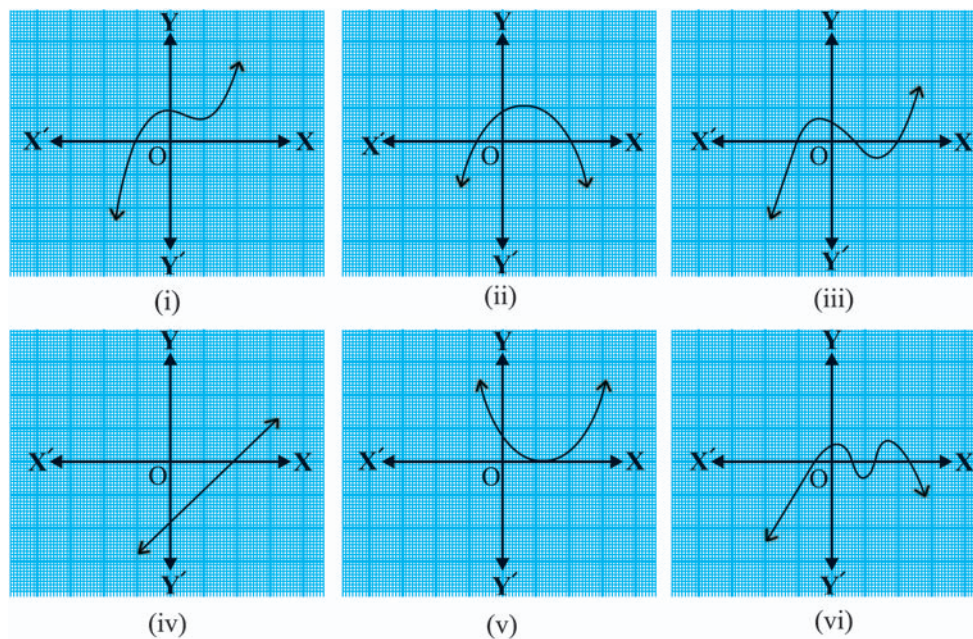 Y Y Y
X′ O X X′ O X X′ O X
Y′ Y′ Y′
(i) (ii) (iii)
Y Y Y
X′ O X X′ O X X′ O X
Y′ Y′ Y′
(iv) (v) (vi)